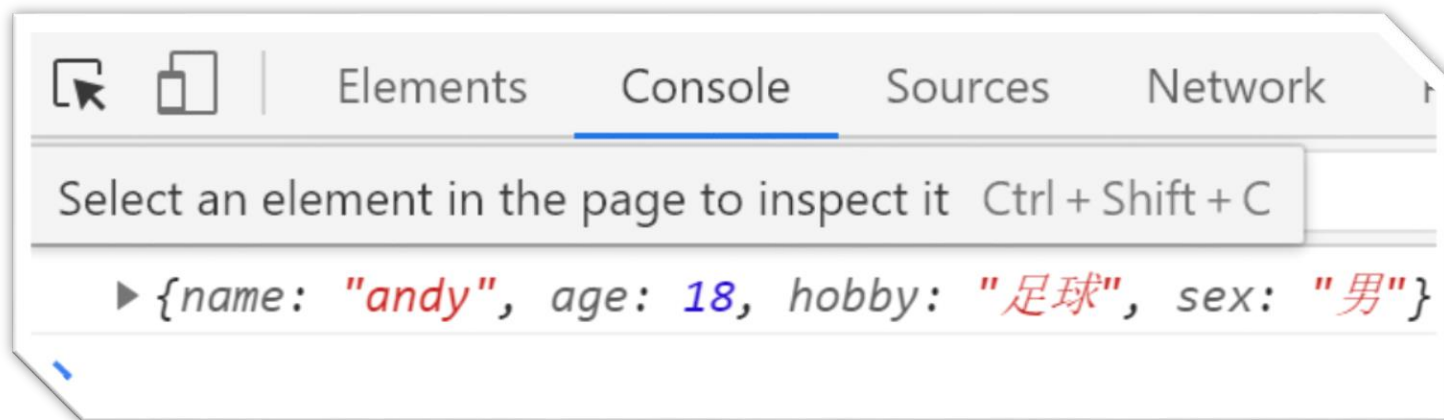 Elements Console Sources Network
Select an element in the page to inspect it Ctrl + Shift + C
{name: "andy", age: 18, hobby: "足球", sex: "男"}